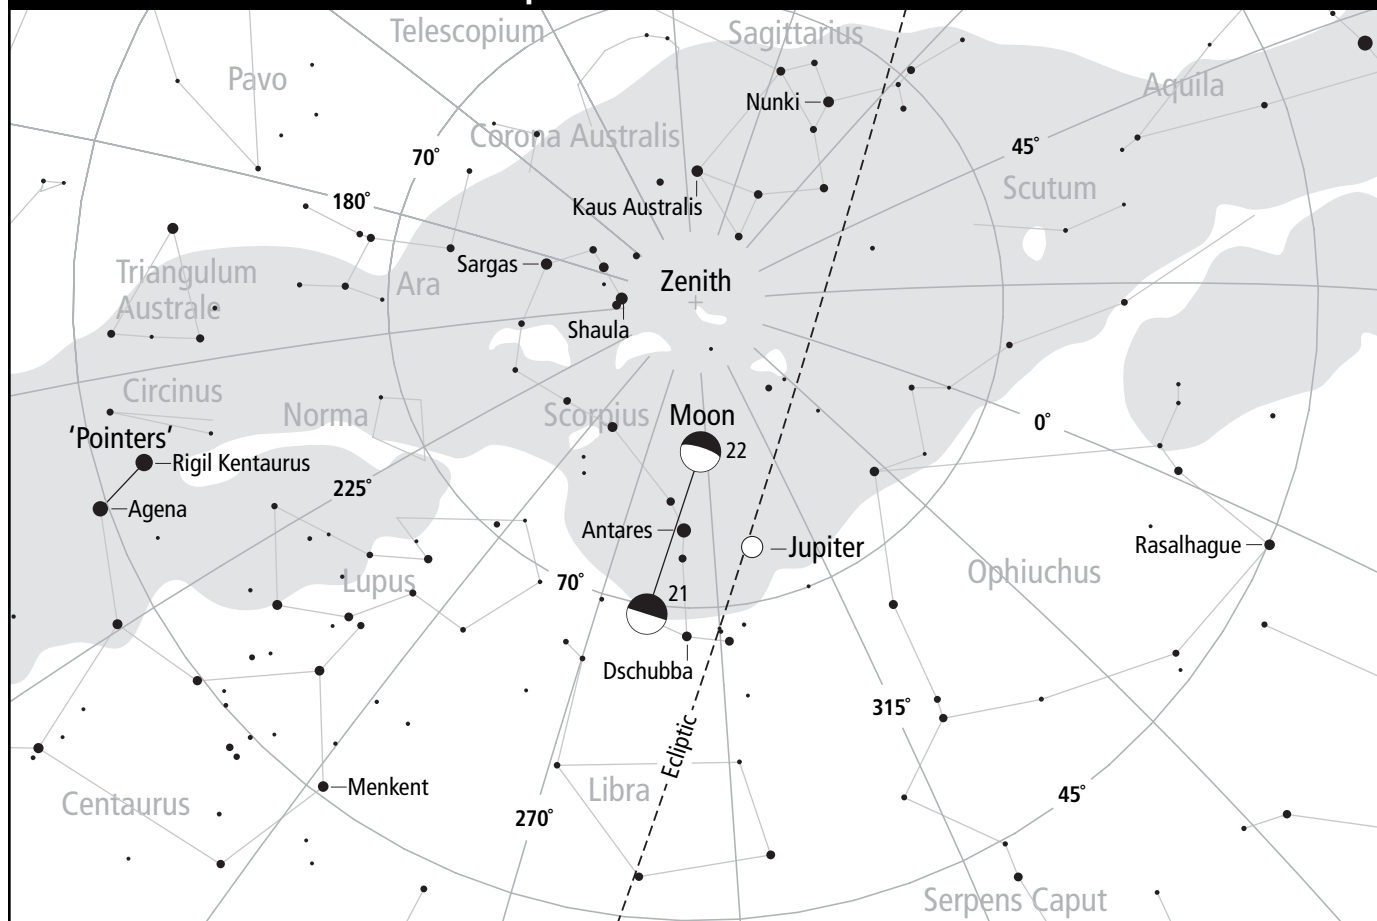 Telescopium
Sagittarius
Pavo
Aquila
Nunki
Corona Australis
45°
70°
Scutum
180°
Kaus Australis
Sargas
Zenith
Triangulum
Australe
Ara
Shaula
Circinus
Norma
Scorpius
Moon
0°
'Pointers'
22
Rigil Kentaurus
225°
Agena
Antares
Jupiter
Rasalhague
Lupus
70°
21
Ophiuchus
Dschubba
315°
Ecliptic
Menkent
Libra
45°
Centaurus
270°
Serpens Caput